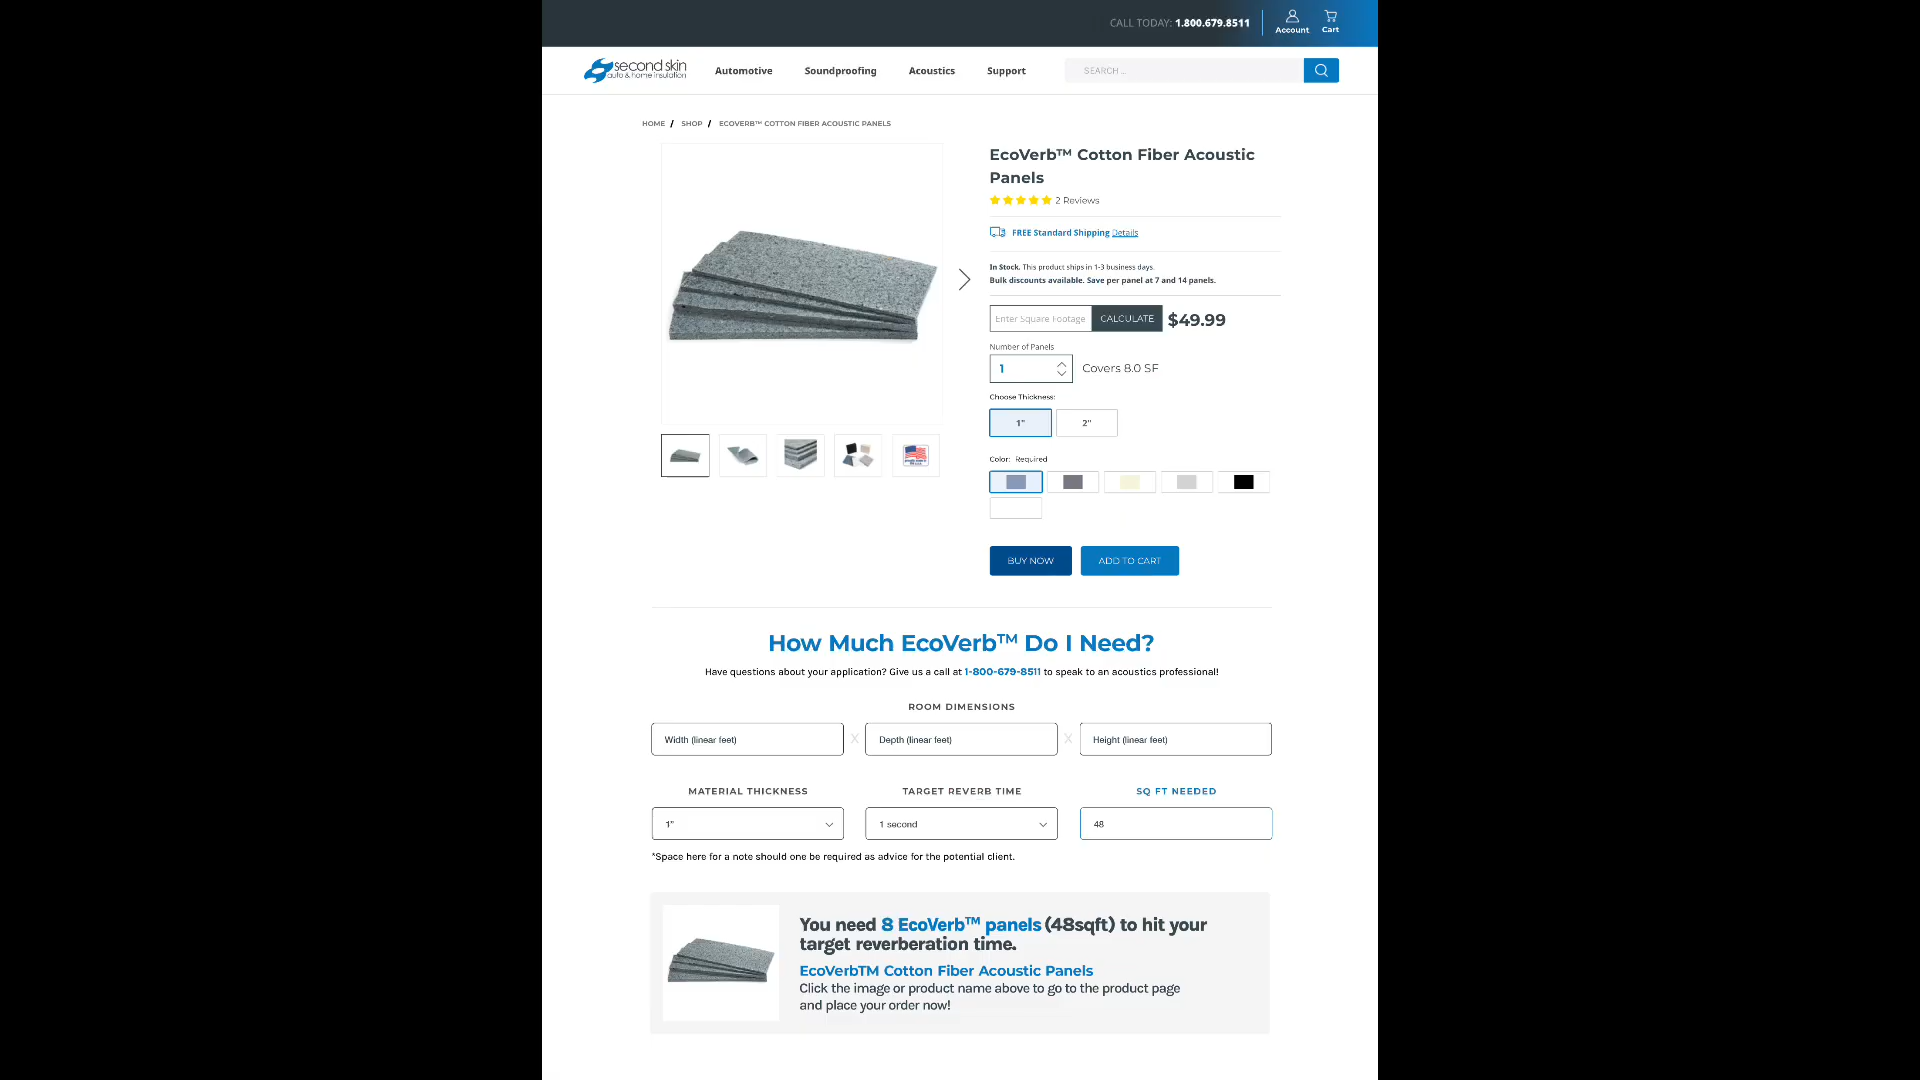 CALL TODAY: 1.800.679.8511
Account
Cart
second skin
auto & home insulation
Automotive
Soundproofing
Acoustics
Support
SEARCH ...
HOME / SHOP / ECOVERB™ COTTON FIBER ACOUSTIC PANELS
EcoVerb™ Cotton Fiber Acoustic
Panels
2 Reviews
FREE Standard Shipping Details
In Stock. This product ships in 1-3 business days.
Bulk discounts available. Save per panel at 7 and 14 panels.
Enter Square Footage
CALCULATE
$49.99
Number of Panels
1
Covers 8.0 SF
Choose Thickness:
1"
2"
Color: Required
BUY NOW
ADD TO CART
How Much EcoVerb™ Do I Need?
Have questions about your application? Give us a call at 1-800-679-8511 to speak to an acoustics professional!
ROOM DIMENSIONS
Width (linear feet)
X
Depth (linear feet)
X
Height (linear feet)
MATERIAL THICKNESS
TARGET REVERB TIME
SQ FT NEEDED
1"
1 second
48
*Space here for a note should one be required as advice for the potential client.
You need 8 EcoVerb™ panels (48sqft) to hit your
target reverberation time.
EcoVerbTM Cotton Fiber Acoustic Panels
Click the image or product name above to go to the product page
and place your order now!